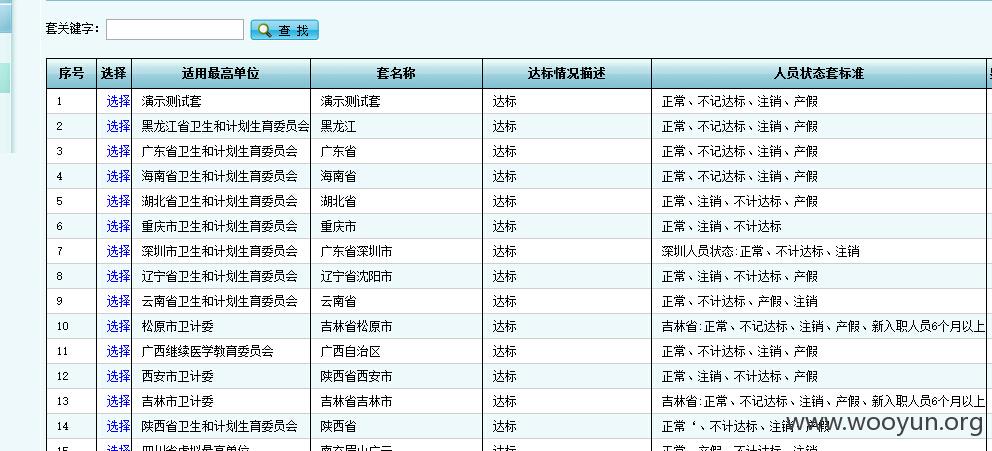 套关键字： 查 找
序号 选择 适用最高单位 套名称 达标情况描述 人员状态套标准
1 选择 演示测试套 演示测试套 达标 正常、不记达标、注销、产假
2 选择 黑龙江省卫生和计划生育委员会 黑龙江 达标 正常、不记达标、注销、产假
3 选择 广东省卫生和计划生育委员会 广东省 达标 正常、不记达标、注销、产假
4 选择 海南省卫生和计划生育委员会 海南省 达标 正常、不记达标、注销、产假
5 选择 湖北省卫生和计划生育委员会 湖北省 达标 正常、注销、不计达标、产假
6 选择 重庆市卫生和计划生育委员会 重庆市 达标 正常、注销、不计达标
7 选择 深圳市卫生和计划生育委员会 广东省深圳市 达标 深圳人员状态:正常、不计达标、注销
8 选择 辽宁省卫生和计划生育委员会 辽宁省沈阳市 达标 正常、注销、不计达标、产假
9 选择 云南省卫生和计划生育委员会 云南省 达标 正常、不计达标、产假、注销
10 选择 松原市卫计委 吉林省松原市 达标 吉林省:正常、不记达标、注销、产假、新入职人员6个月以上
11 选择 广西继续医学教育委员会 广西自治区 达标 正常、不计达标、注销、产假
12 选择 西安市卫计委 陕西省西安市 达标 正常、注销、不计达标、产假
13 选择 吉林市卫计委 吉林省吉林市 达标 吉林省:正常、不记达标、注销、产假、新入职人员6个月以上
14 选择 陕西省卫生和计划生育委员会 陕西省 达标 正常‘、不计达标、注销、产假
www.wooyun.org